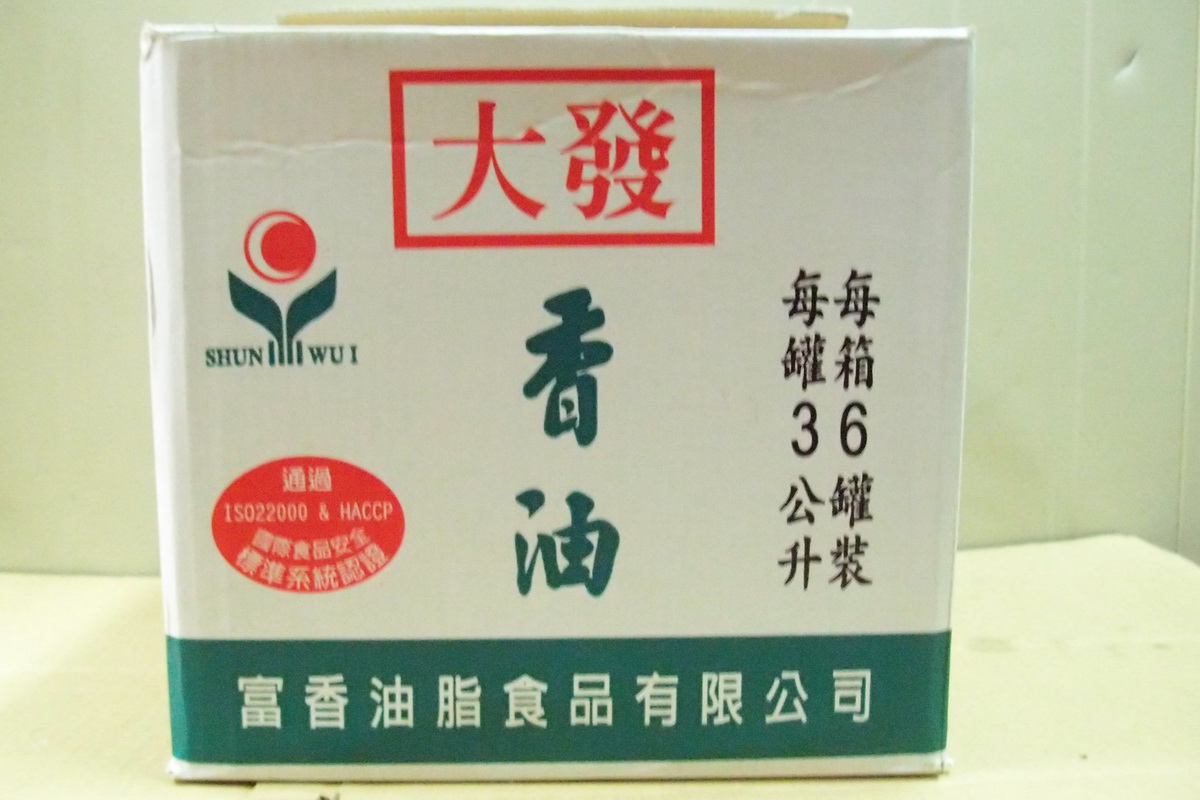 大發
SHUN WUI
香油
每箱6罐裝
每罐3公升
通過
ISO22000 & HACCP
國際食品安全
標準系統認證
富香油脂食品有限公司